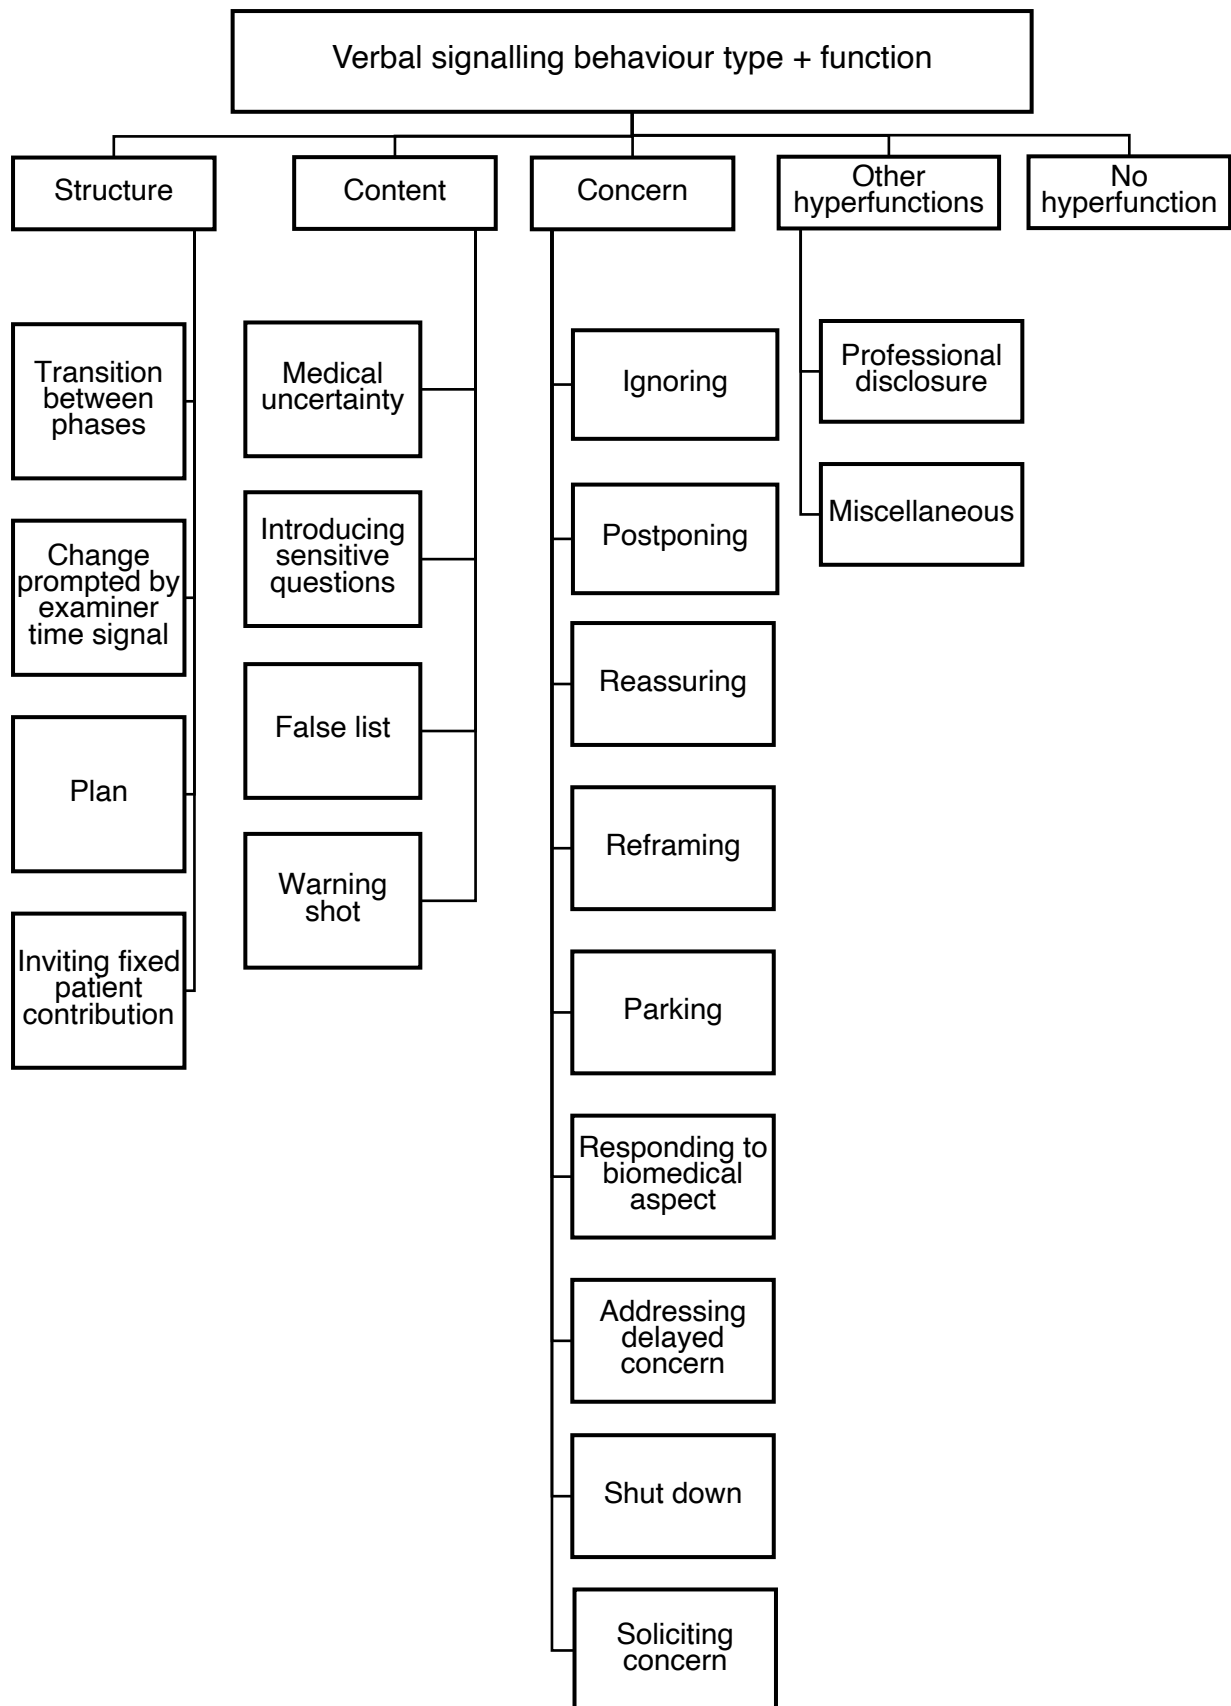 Verbal signalling behaviour type + function
Structure
Content
Concern
Other
hyperfunctions
No
hyperfunction
Transition
between
phases
Change
prompted by
examiner
time signal
Plan
Inviting fixed
patient
contribution
Medical
uncertainty
Introducing
sensitive
questions
False list
Warning
shot
Ignoring
Postponing
Reassuring
Reframing
Parking
Responding to
biomedical
aspect
Addressing
delayed
concern
Shut down
Soliciting
concern
Professional
disclosure
Miscellaneous